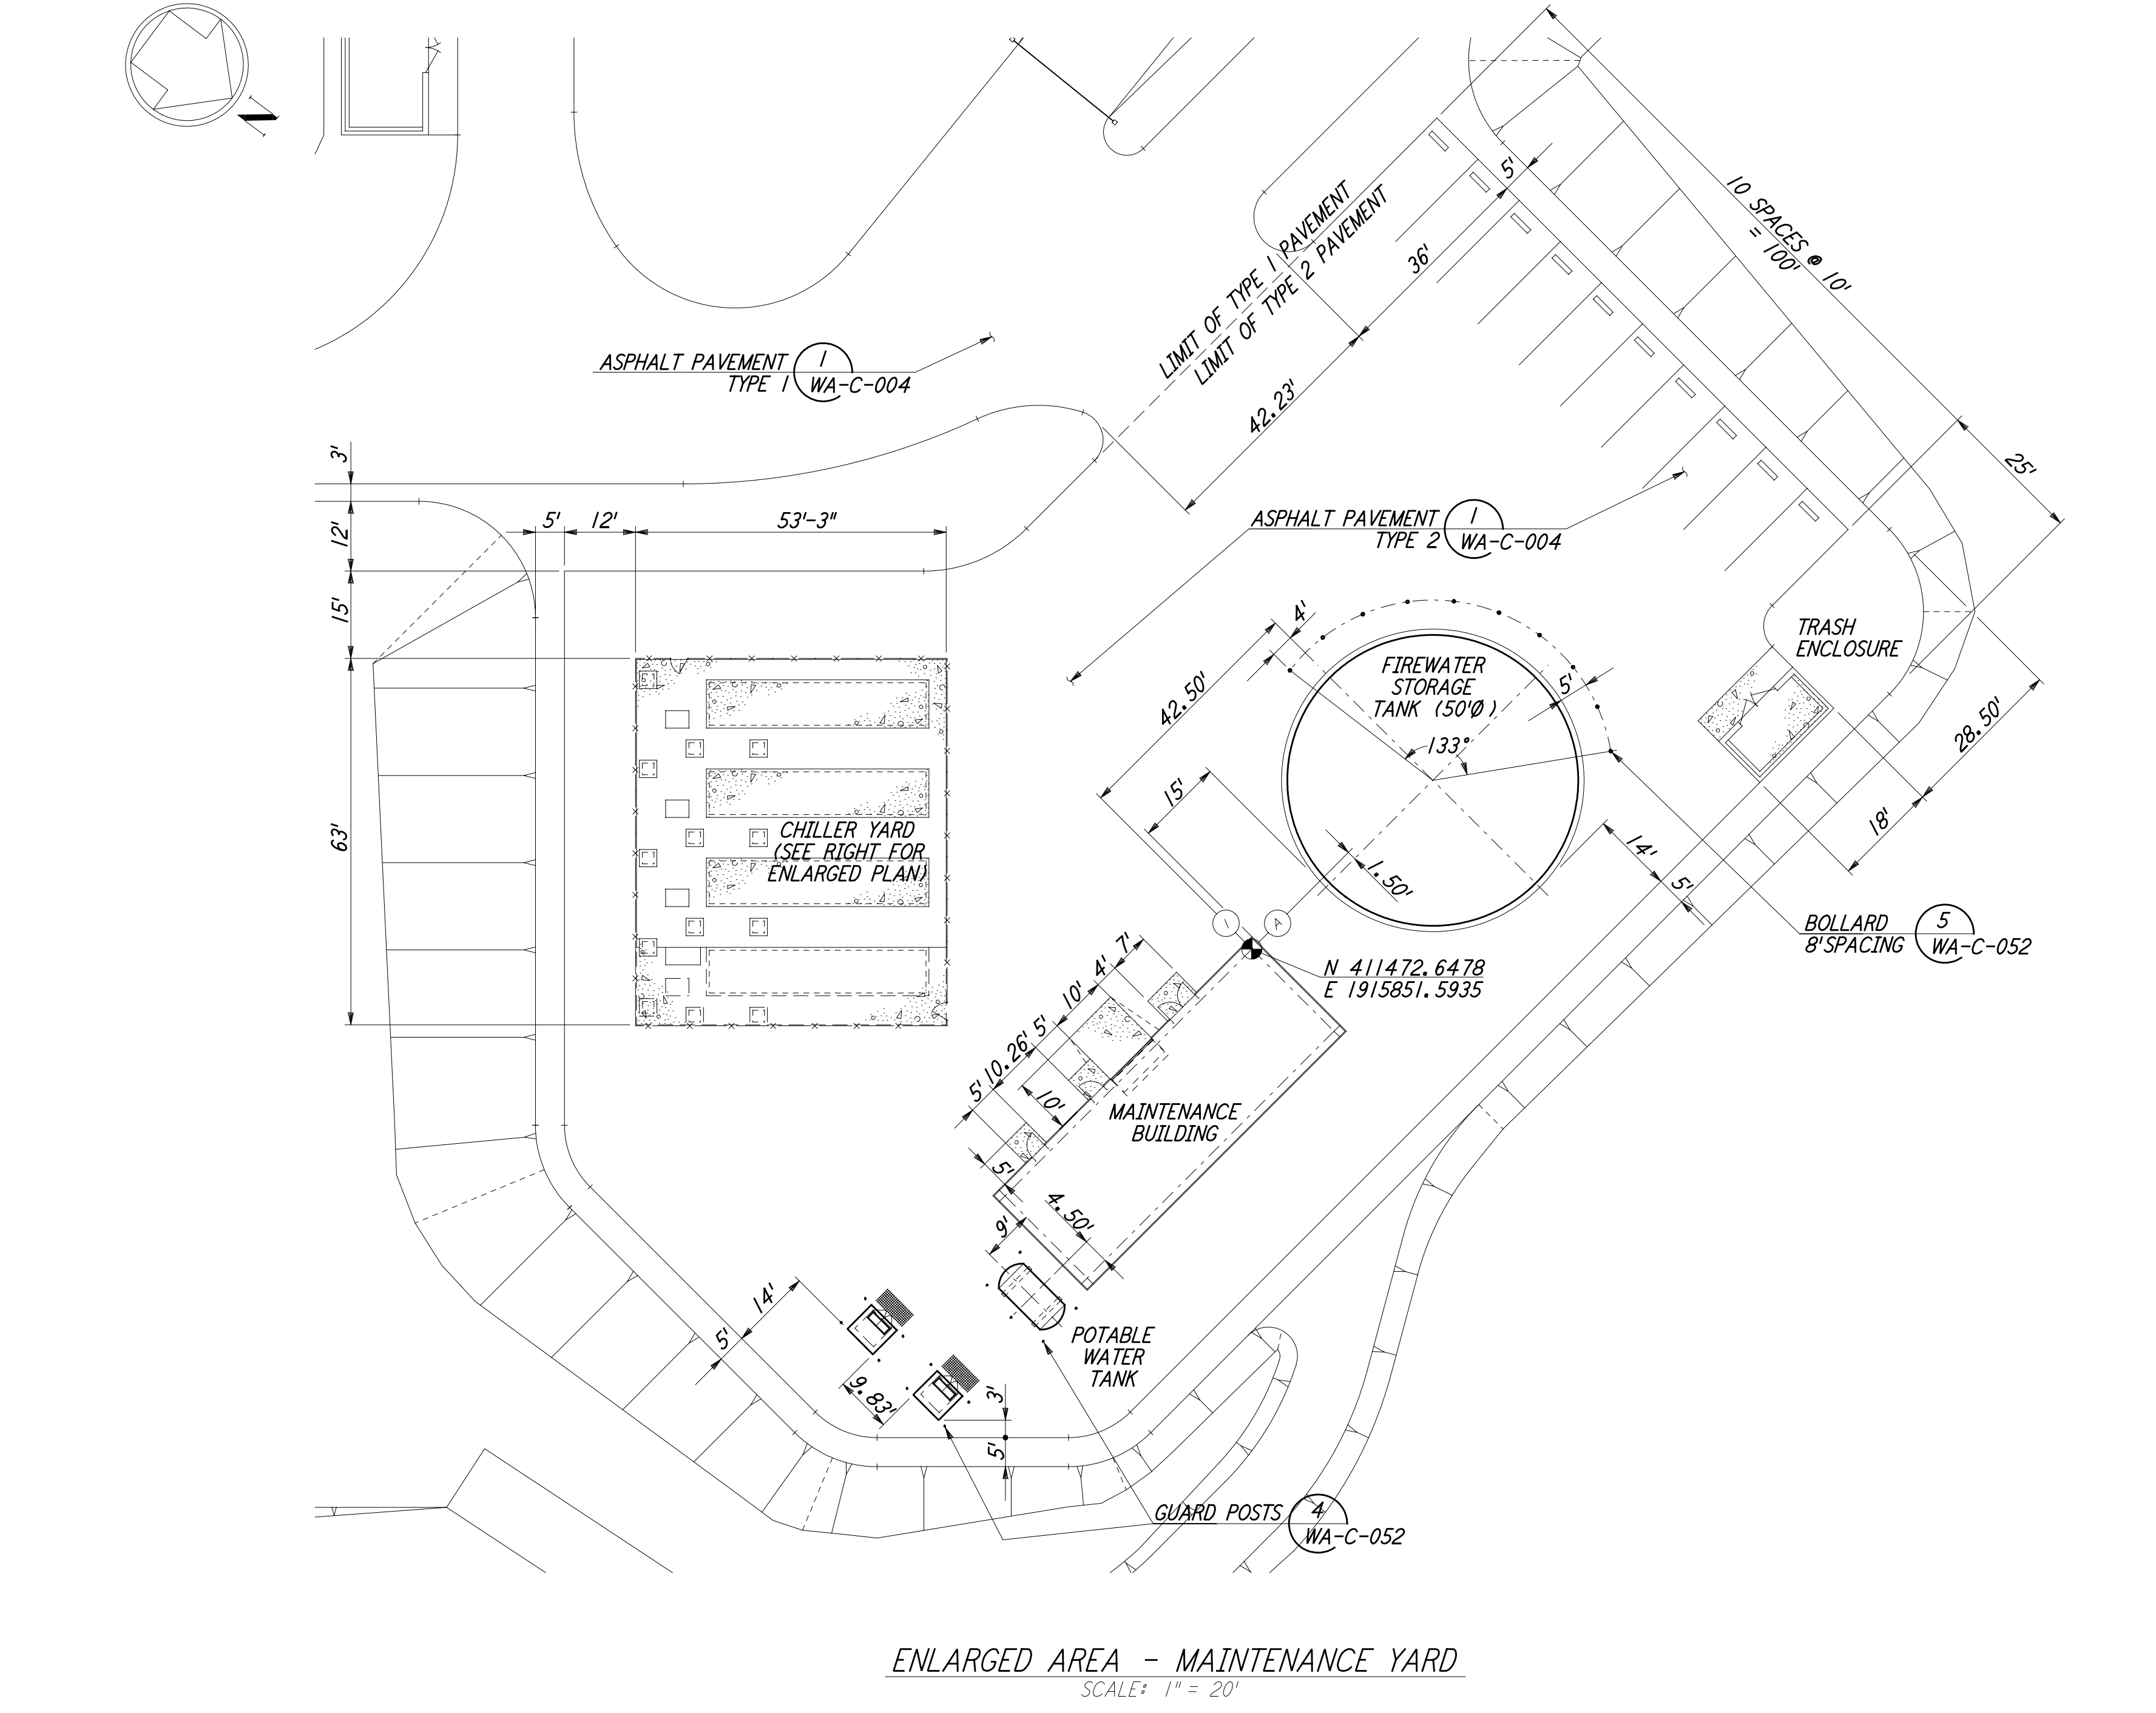 N
10 SPACES @ 10'
= 100'
5'
36'
LIMIT OF TYPE 1 PAVEMENT
LIMIT OF TYPE 2 PAVEMENT
ASPHALT PAVEMENT
TYPE 1
1
WA-C-004
42.23'
3'
12'
15'
63'
5'
12'
53'-3"
25'
ASPHALT PAVEMENT
TYPE 2
1
WA-C-004
4'
42.50'
15'
FIREWATER
STORAGE
TANK (50'Ø)
5'
133°
1.50'
TRASH
ENCLOSURE
28.50'
18'
14'
5'
CHILLER YARD
(SEE RIGHT FOR
ENLARGED PLAN)
1
A
BOLLARD
8'SPACING
5
WA-C-052
N 411472.6478
E 1915851.5935
7'
4'
10'
5'
10.26'
5'
10'
5'
MAINTENANCE
BUILDING
4.50'
9'
14'
5'
9.83'
3'
5'
POTABLE
WATER
TANK
GUARD POSTS
4
WA-C-052
ENLARGED AREA - MAINTENANCE YARD
SCALE: 1" = 20'